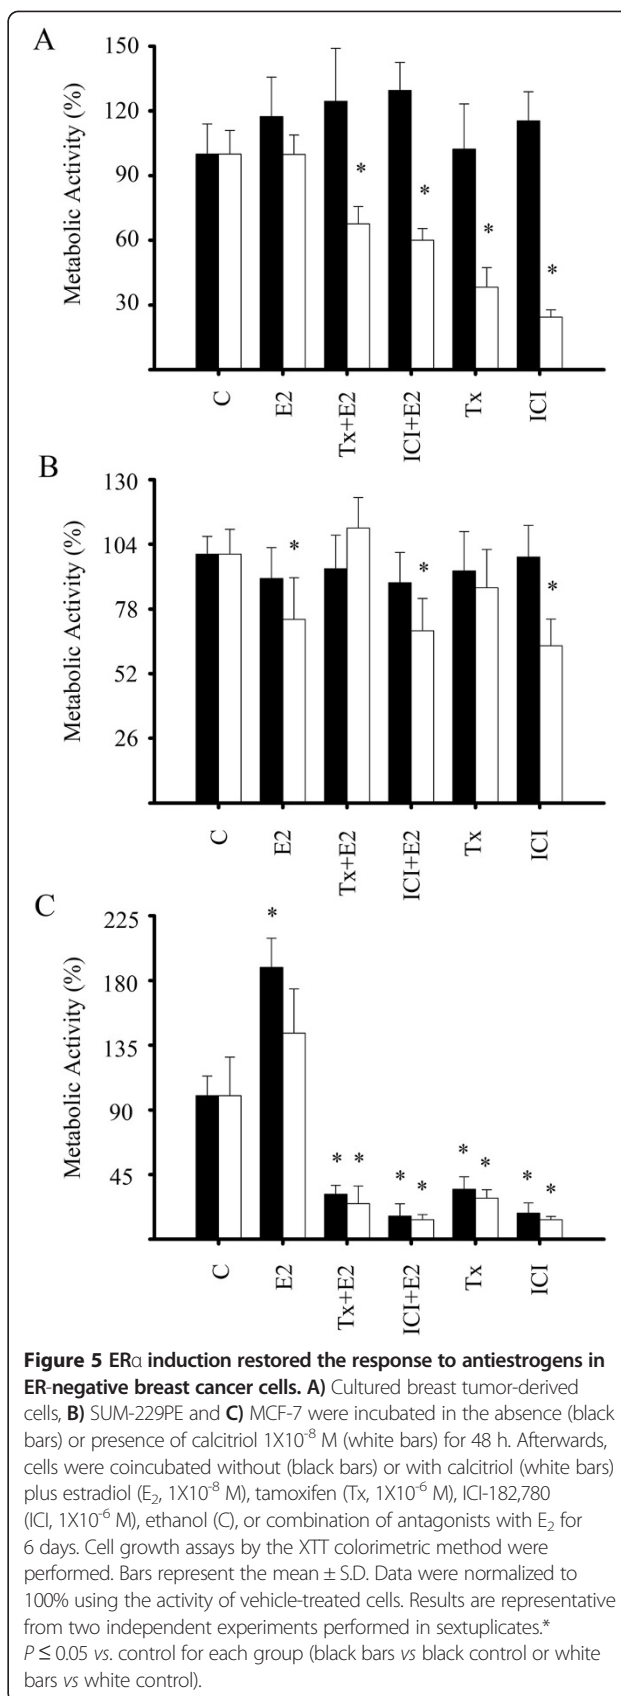 A
150
120
90
60
30
Metabolic Activity (%)
* * * *
C E2 Tx+E2 ICI+E2 Tx ICI
B
130
104
78
52
26
Metabolic Activity (%)
* * *
C E2 Tx+E2 ICI+E2 Tx ICI
C
225
180
135
90
45
Metabolic Activity (%)
*
* * * * * * * *
C E2 Tx+E2 ICI+E2 Tx ICI
Figure 5 ERα induction restored the response to antiestrogens in
ER-negative breast cancer cells. A) Cultured breast tumor-derived
cells, B) SUM-229PE and C) MCF-7 were incubated in the absence (black
bars) or presence of calcitriol 1X10⁻⁸ M (white bars) for 48 h. Afterwards,
cells were coincubated without (black bars) or with calcitriol (white bars)
plus estradiol (E₂, 1X10⁻⁸ M), tamoxifen (Tx, 1X10⁻⁶ M), ICI-182,780
(ICI, 1X10⁻⁶ M), ethanol (C), or combination of antagonists with E₂ for
6 days. Cell growth assays by the XTT colorimetric method were
performed. Bars represent the mean ± S.D. Data were normalized to
100% using the activity of vehicle-treated cells. Results are representative
from two independent experiments performed in sextuplicates.*
P ≤ 0.05 vs. control for each group (black bars vs black control or white
bars vs white control).